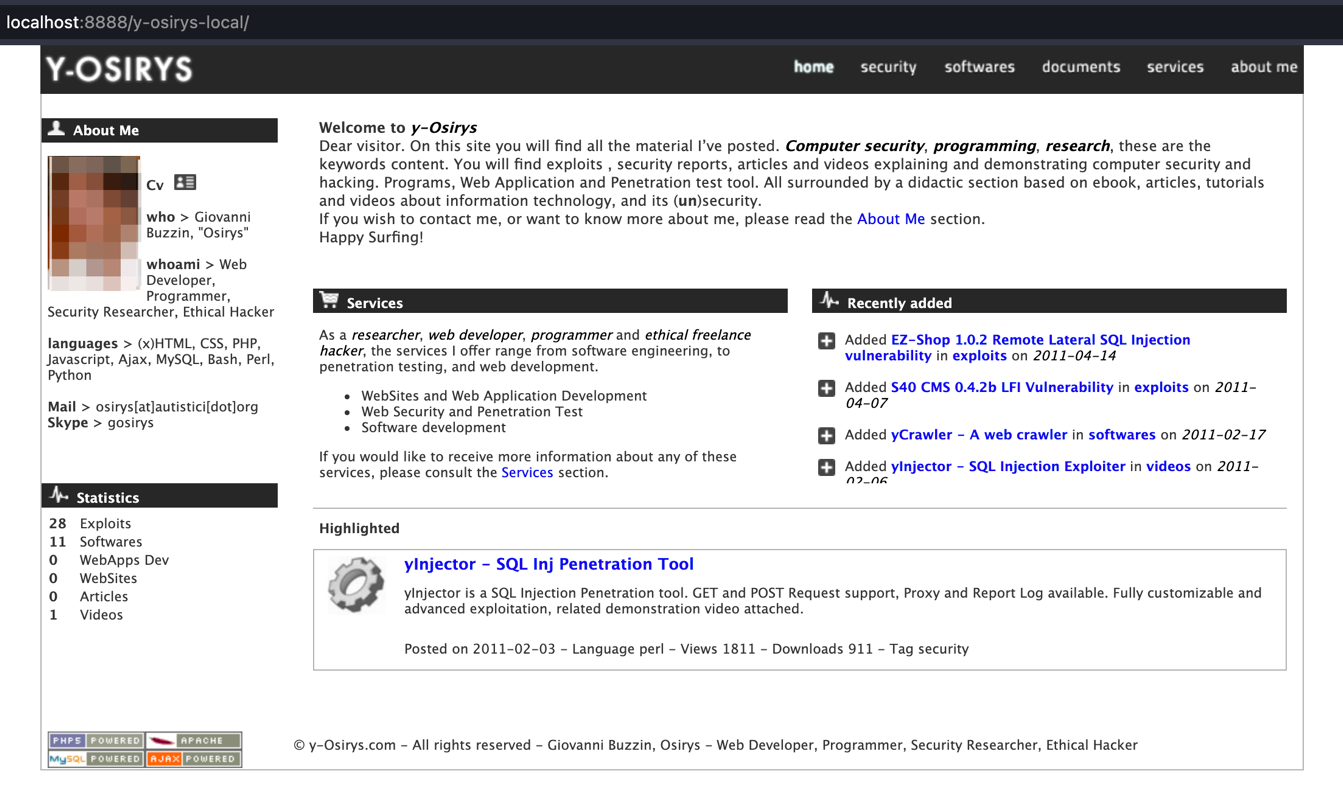 localhost:8888/y-osirys-local/
Y-OSIRYS
home security softwares documents services about me
About Me
Cv
who > Giovanni
Buzzin, "Osirys"
whoami > Web
Developer,
Programmer,
Security Researcher, Ethical Hacker
languages > (x)HTML, CSS, PHP,
Javascript, Ajax, MySQL, Bash, Perl,
Python
Mail > osirys[at]autistici[dot]org
Skype > gosirys
Statistics
28 Exploits
11 Softwares
0 WebApps Dev
0 WebSites
0 Articles
1 Videos
Welcome to y-Osirys
Dear visitor. On this site you will find all the material I've posted. Computer security, programming, research, these are the
keywords content. You will find exploits , security reports, articles and videos explaining and demonstrating computer security and
hacking. Programs, Web Application and Penetration test tool. All surrounded by a didactic section based on ebook, articles, tutorials
and videos about information technology, and its (un)security.
If you wish to contact me, or want to know more about me, please read the About Me section.
Happy Surfing!
Services
As a researcher, web developer, programmer and ethical freelance
hacker, the services I offer range from software engineering, to
penetration testing, and web development.
• WebSites and Web Application Development
• Web Security and Penetration Test
• Software development
If you would like to receive more information about any of these
services, please consult the Services section.
Recently added
Added EZ-Shop 1.0.2 Remote Lateral SQL Injection
vulnerability in exploits on 2011-04-14
Added S40 CMS 0.4.2b LFI Vulnerability in exploits on 2011-
04-07
Added yCrawler - A web crawler in softwares on 2011-02-17
Added yInjector - SQL Injection Exploiter in videos on 2011-
02-06
Highlighted
yInjector - SQL Inj Penetration Tool
yInjector is a SQL Injection Penetration tool. GET and POST Request support, Proxy and Report Log available. Fully customizable and
advanced exploitation, related demonstration video attached.
Posted on 2011-02-03 - Language perl - Views 1811 - Downloads 911 - Tag security
PHP5 POWERED APACHE
MySQL POWERED AJAX POWERED
© y-Osirys.com - All rights reserved - Giovanni Buzzin, Osirys - Web Developer, Programmer, Security Researcher, Ethical Hacker